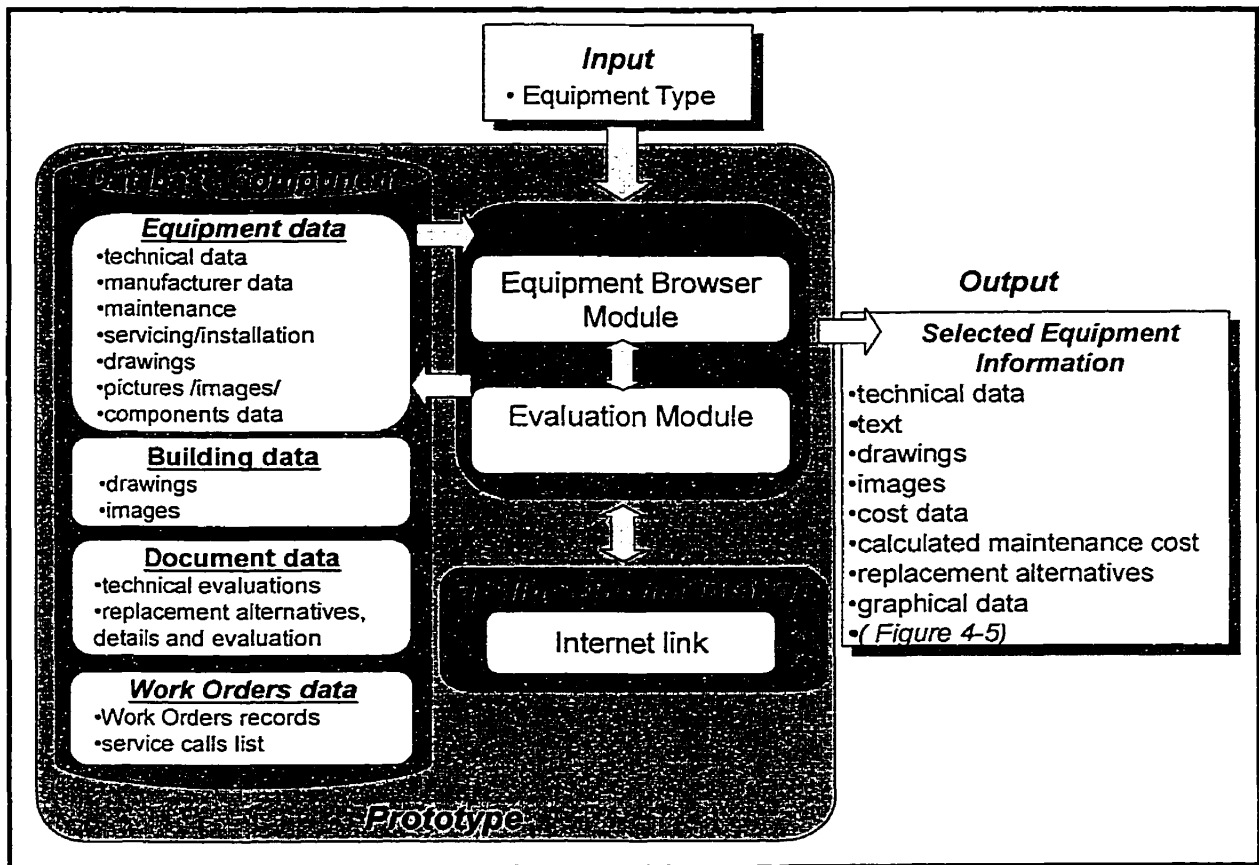 Input
• Equipment Type
Database Component
Equipment data
•technical data
•manufacturer data
•maintenance
•servicing/installation
•drawings
•pictures /images/
•components data
Building data
•drawings
•images
Document data
•technical evaluations
•replacement alternatives,
details and evaluation
Work Orders data
•Work Orders records
•service calls list
Equipment Browser
Module
Evaluation Module
Internet link
Prototype
Output
Selected Equipment
Information
•technical data
•text
•drawings
•images
•cost data
•calculated maintenance cost
•replacement alternatives
•graphical data
•( Figure 4-5)